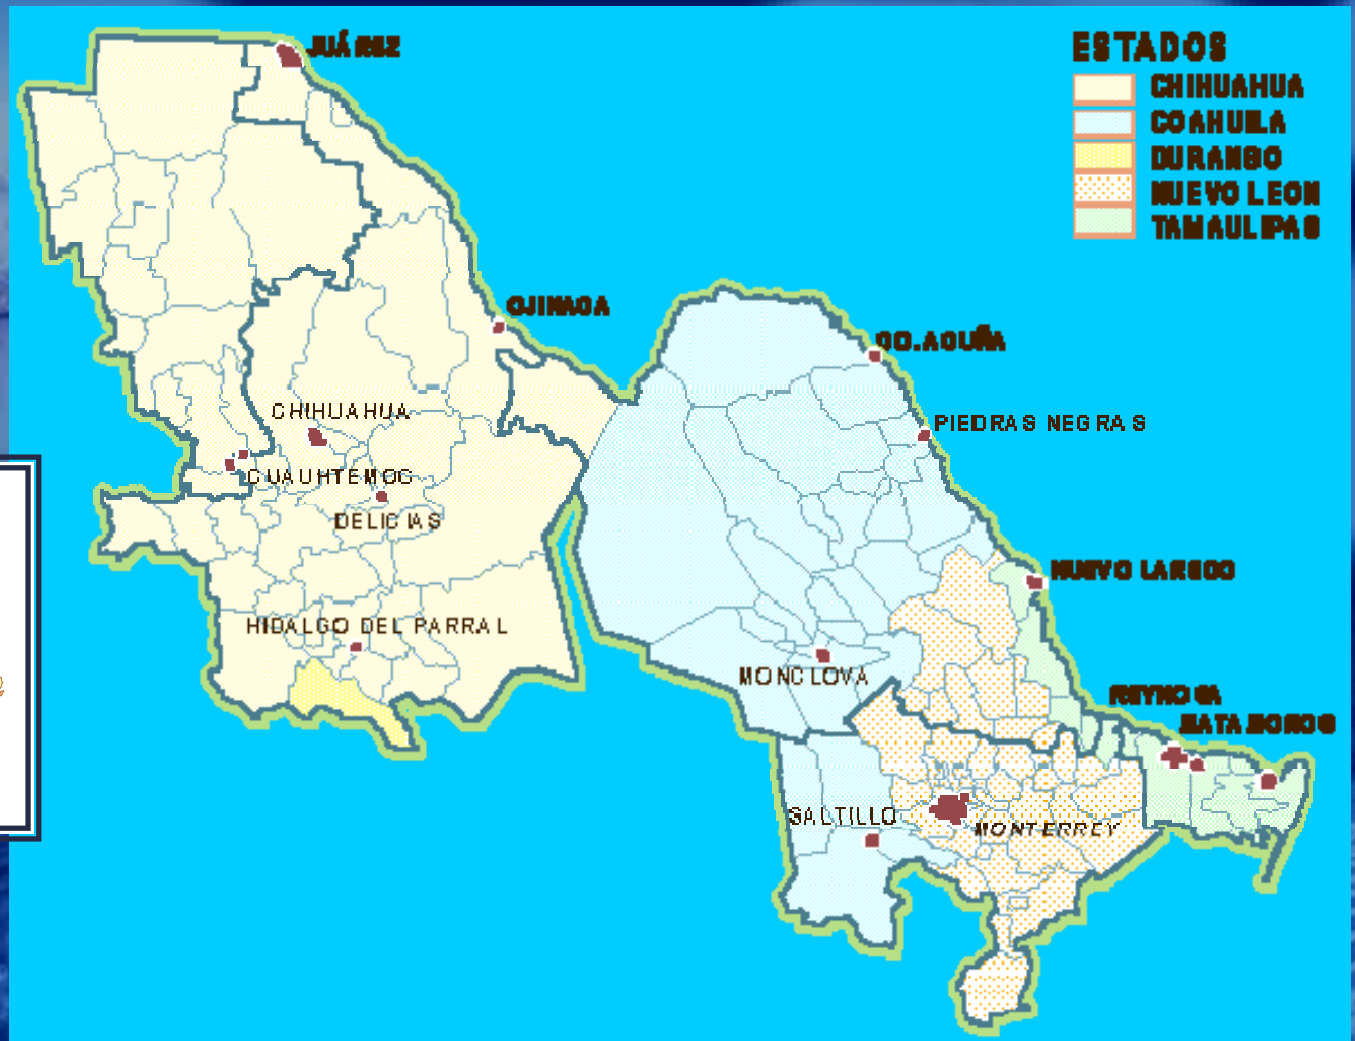 JUÁREZ
ESTADOS
CHIHUAHUA
COAHUILA
DURANGO
NUEVO LEON
TAMAULIPAS
OJINAGA
CD.ACUÑA
CHIHUAHUA
PIEDRAS NEGRAS
CUAUHTEMOC
DELICIAS
NUEVO LAREDO
HIDALGO DEL PARRAL
MONCLOVA
REYNOSA
MATAMOROS
SALTILLO
MONTERREY